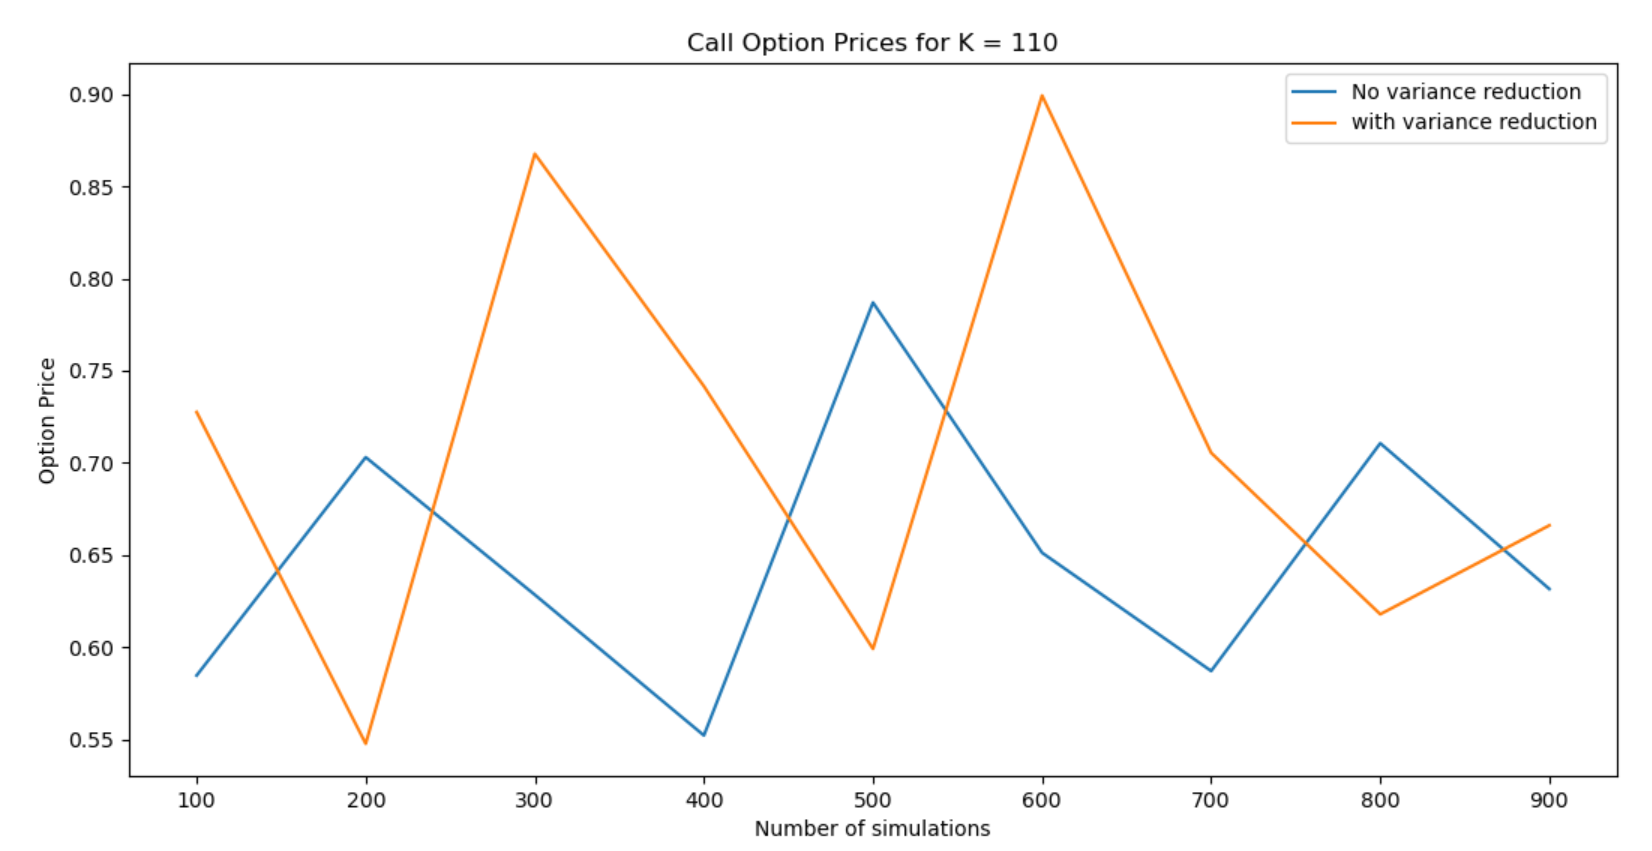 Call Option Prices for K = 110
No variance reduction
with variance reduction
Option Price
0.90
0.85
0.80
0.75
0.70
0.65
0.60
0.55
100 200 300 400 500 600 700 800 900
Number of simulations